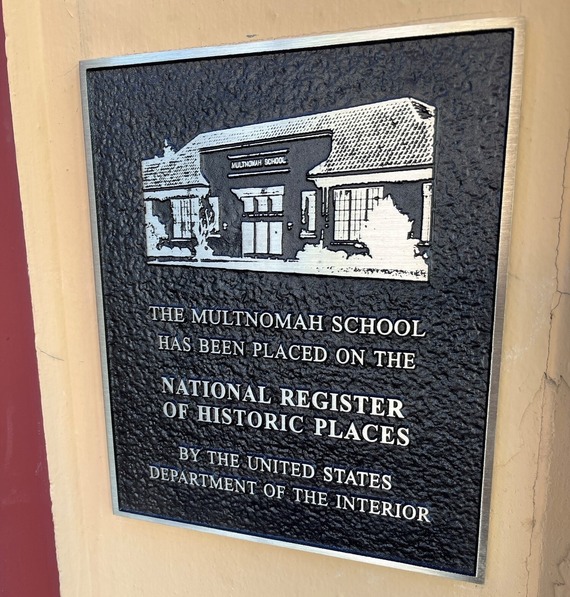 MULTNOMAH SCHOOL
THE MULTNOMAH SCHOOL
HAS BEEN PLACED ON THE
NATIONAL REGISTER
OF HISTORIC PLACES
BY THE UNITED STATES
DEPARTMENT OF THE INTERIOR